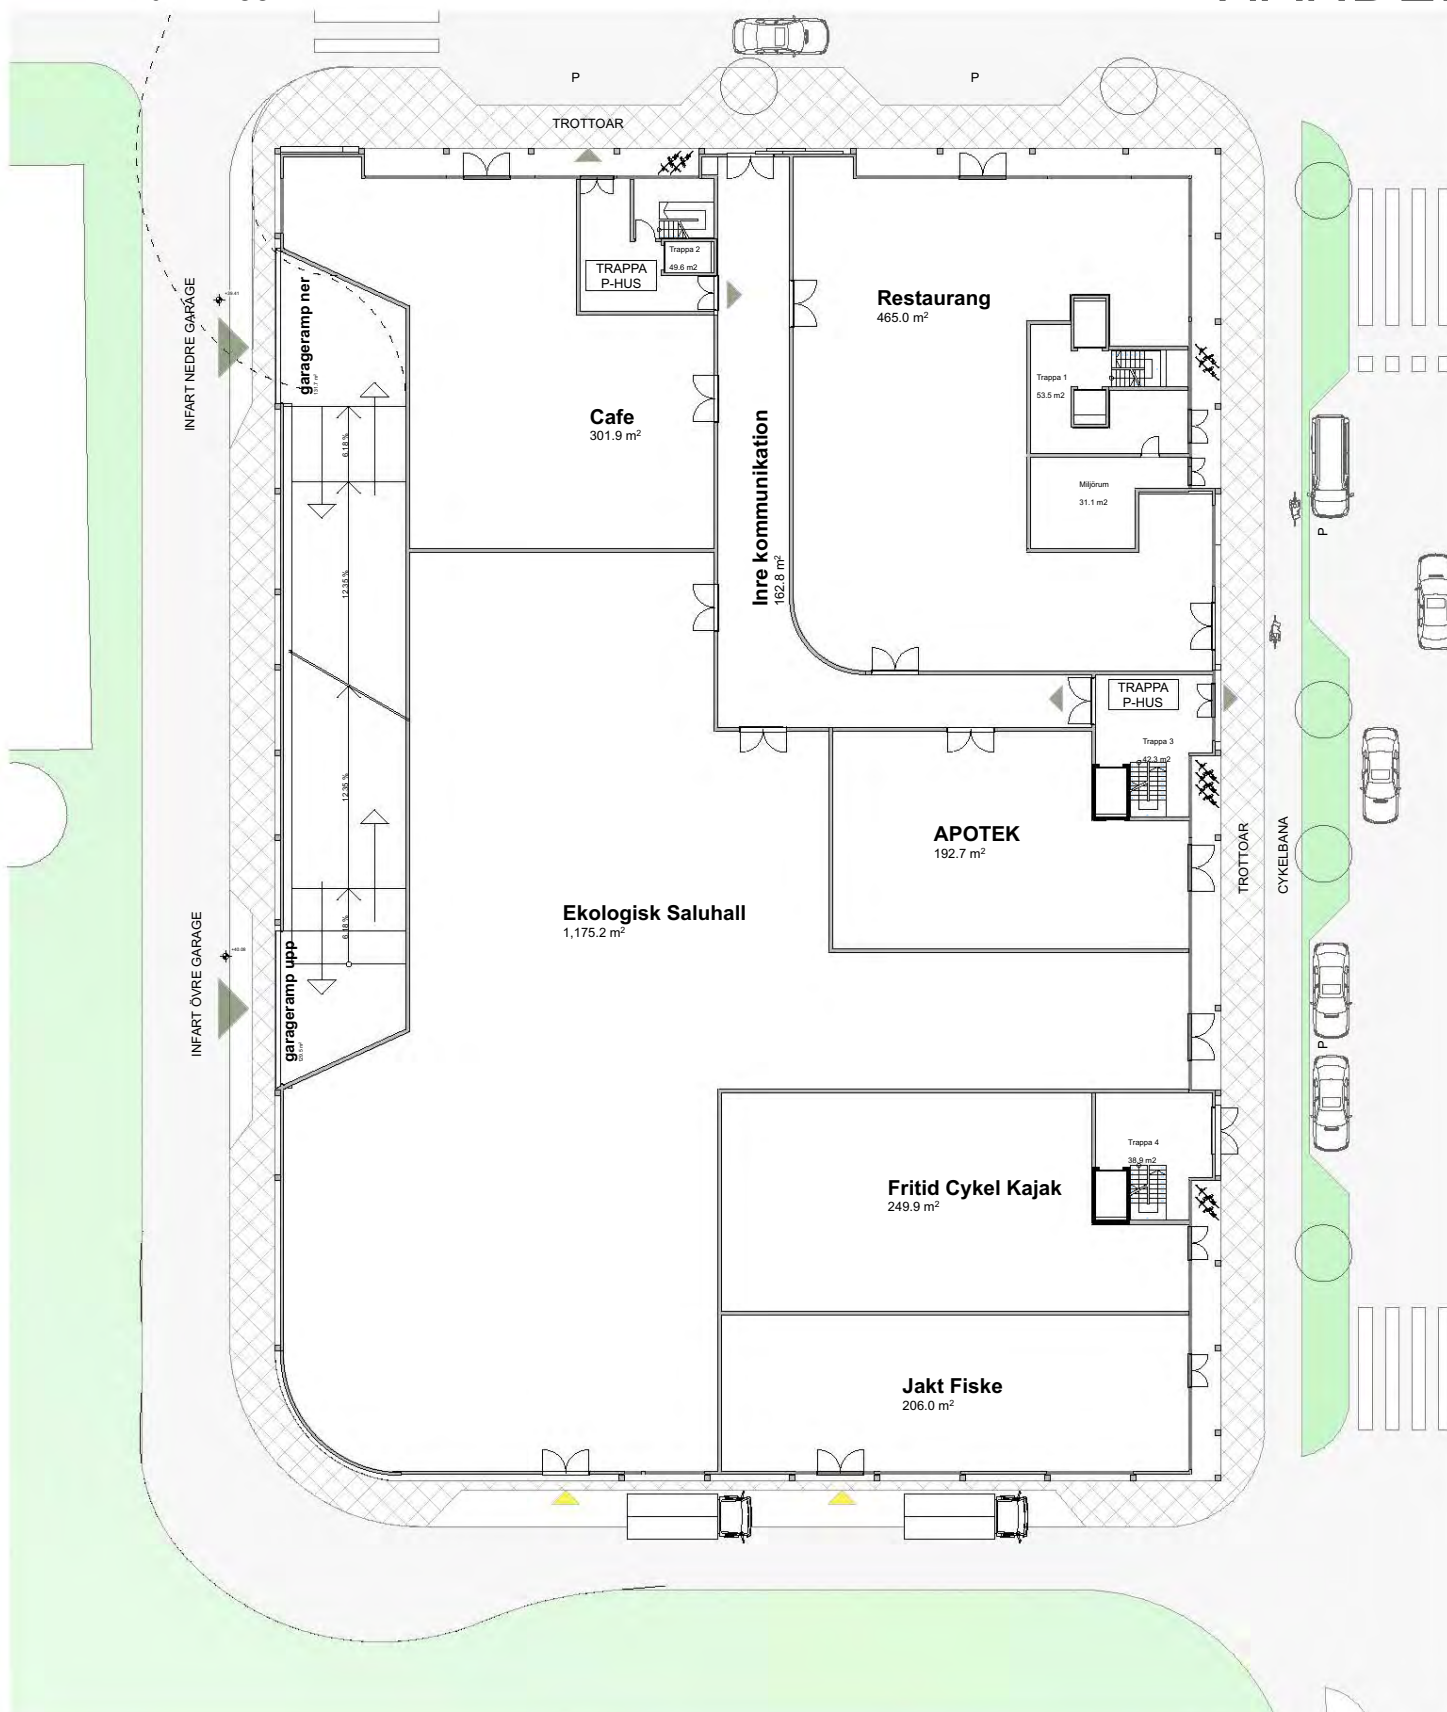 P
P
TROTTOAR
Trappa 2
49.6 m2
TRAPPA
P-HUS
INFART NEDRE GARAGE
garageramp ner
Restaurang
465.0 m²
Trappa 1
53.5 m2
Cafe
301.9 m²
6.18 %
Inre kommunikation
162.8 m²
Miljörum
31.1 m2
P
12.35 %
TRAPPA
P-HUS
Trappa 3
42.3 m2
12.35 %
APOTEK
192.7 m²
TROTTOAR
CYKELBANA
Ekologisk Saluhall
1,175.2 m²
6.18 %
INFART ÖVRE GARAGE
garageramp upp
P
Trappa 4
38.9 m2
Fritid Cykel Kajak
249.9 m²
Jakt Fiske
206.0 m²